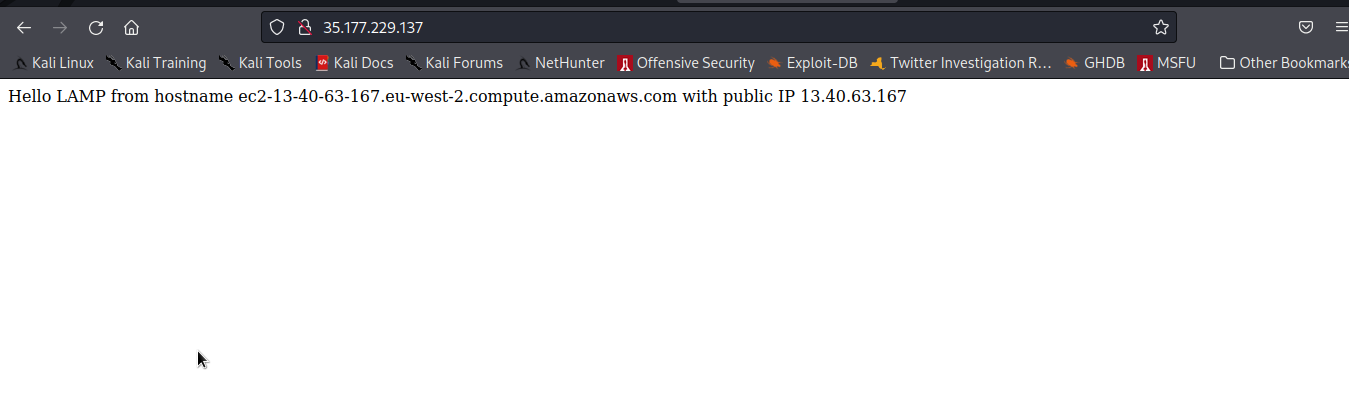 35.177.229.137
Kali Linux Kali Training Kali Tools Kali Docs Kali Forums NetHunter Offensive Security Exploit-DB Twitter Investigation R... GHDB MSFU Other Bookmarks
Hello LAMP from hostname ec2-13-40-63-167.eu-west-2.compute.amazonaws.com with public IP 13.40.63.167